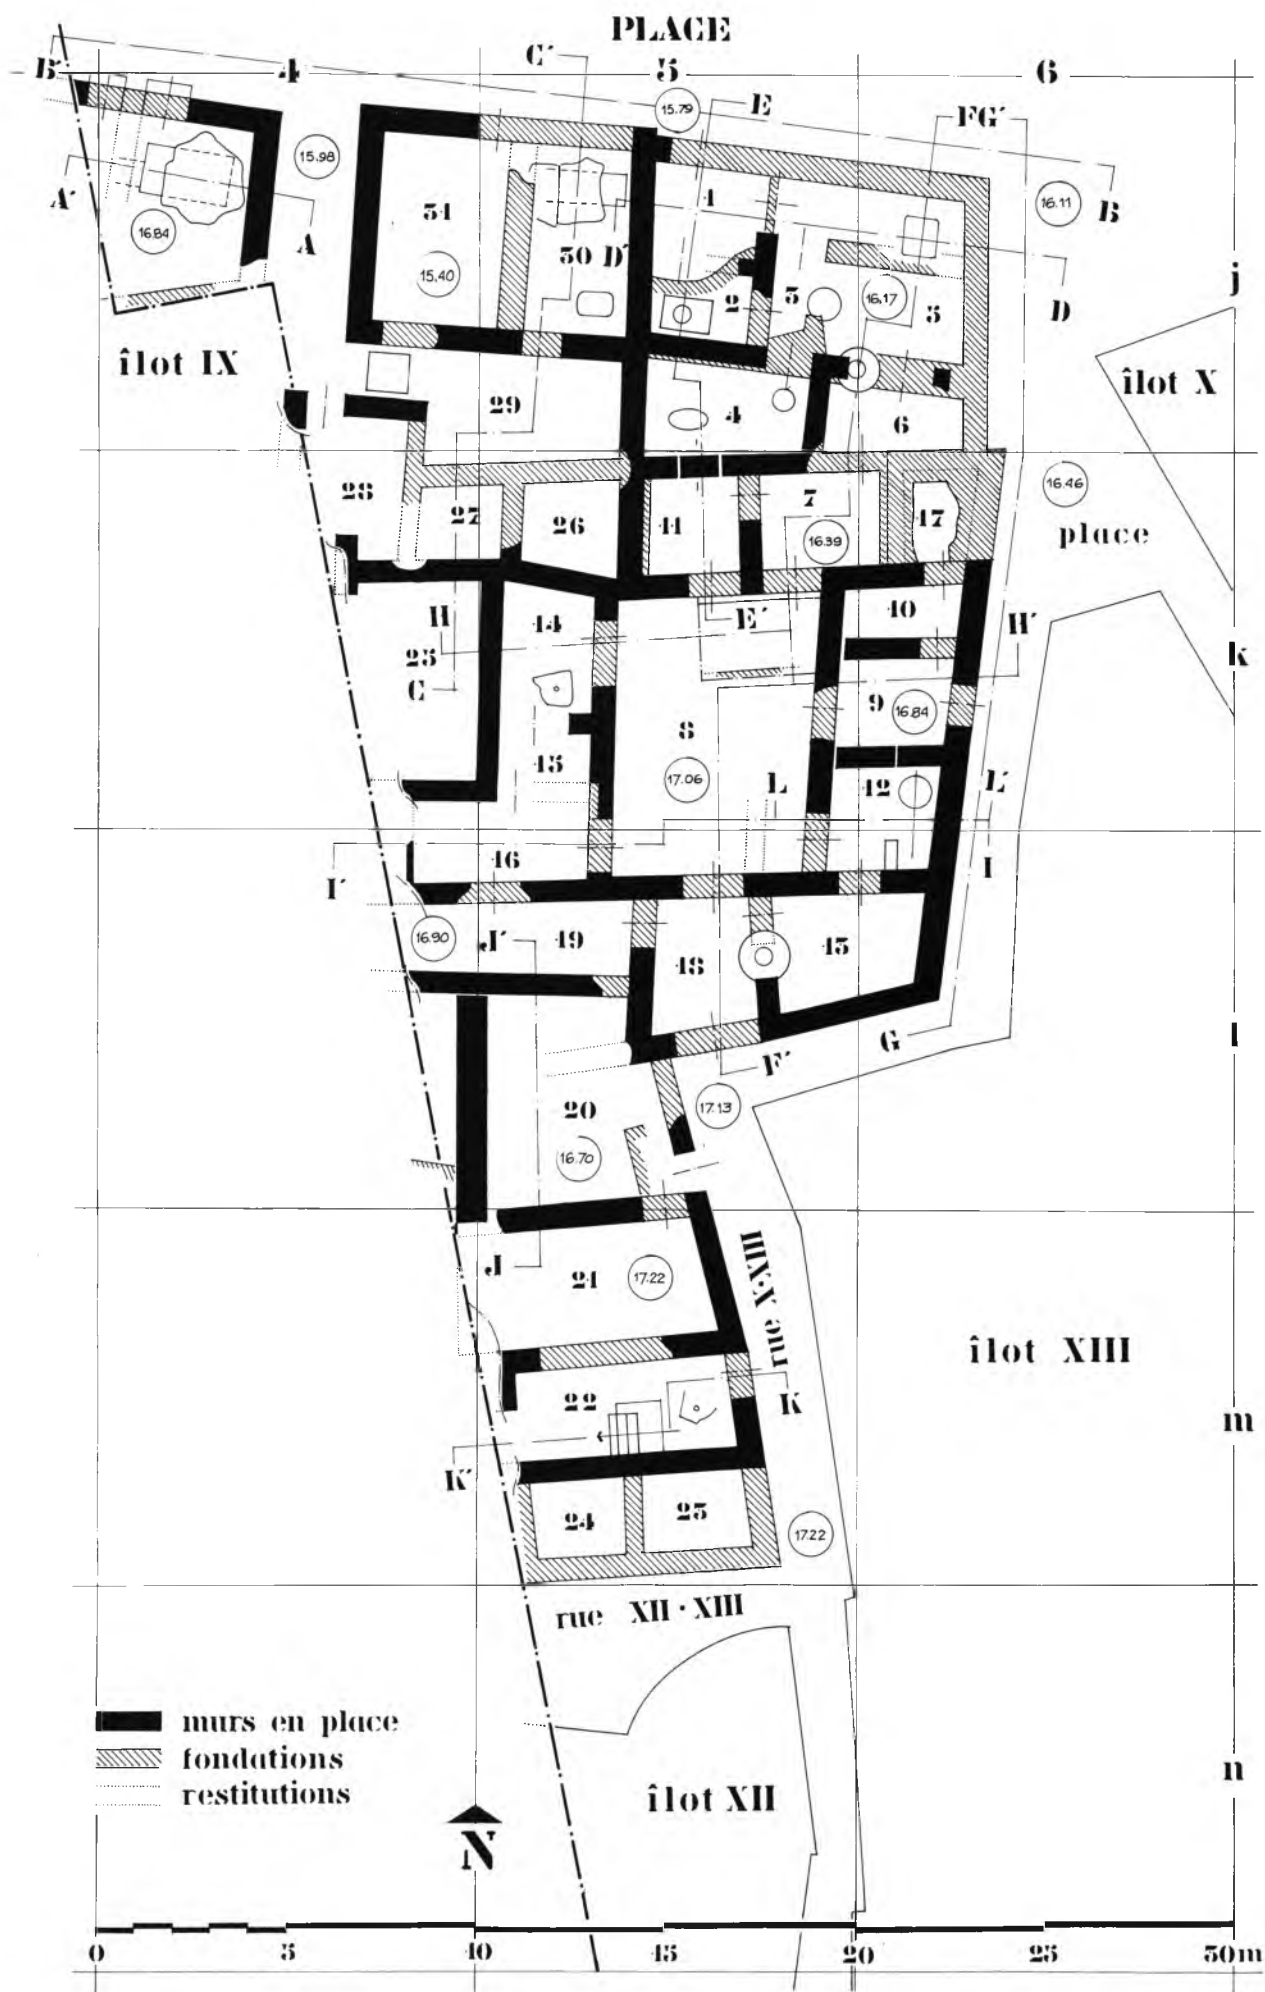 PLACE
B´ 4 C´ 5 6
15.79 E FG´
15.98
A´ 16.11 B
16.84 A 31 1
30 D´
15.40 2 3 16.17 5 D j
îlot IX îlot X
29 4 6
28 16.46
27 26 11 7 17 place
16.39
H 14 E´ 10 H´
25 k
C 9 16.84
8
15 17.06 L 12 L´
16 I
I´
16.90 J´ 19 18 13
G l
F´
20 17.13
16.70
rue X·XIII
J 21 17.22
îlot XIII
22 K m
K´
24 23 17.22
rue XII·XIII
murs en place
fondations
restitutions
îlot XII n
N
0 5 10 15 20 25 30m